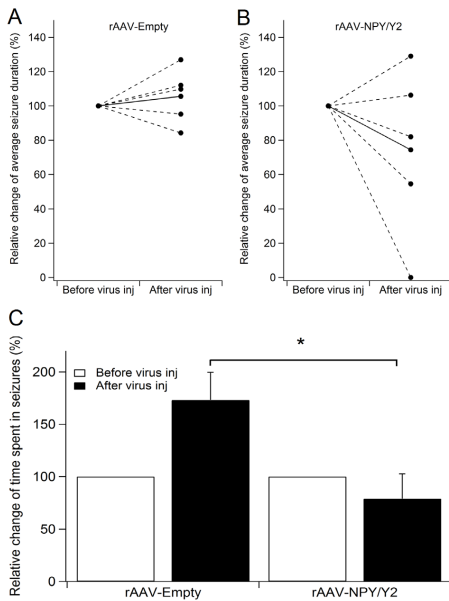 A
rAAV-Empty
Relative change of average seizure duration (%)
140
120
100
80
60
40
20
0
Before virus inj
After virus inj
B
rAAV-NPY/Y2
Relative change of average seizure duration (%)
140
120
100
80
60
40
20
0
Before virus inj
After virus inj
C
Relative change of time spent in seizures (%)
200
150
100
50
0
Before virus inj
After virus inj
*
rAAV-Empty
rAAV-NPY/Y2